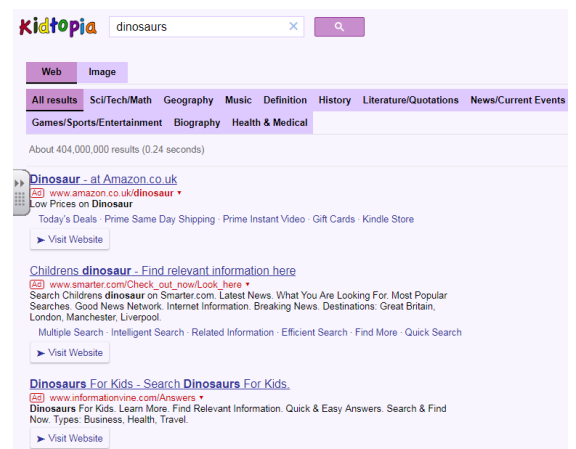 Kidtopia dinosaurs ×
Web Image
All results Sci/Tech/Math Geography Music Definition History Literature/Quotations News/Current Events
Games/Sports/Entertainment Biography Health & Medical
About 404,000,000 results (0.24 seconds)
Dinosaur - at Amazon.co.uk
Ad www.amazon.co.uk/dinosaur ▾
Low Prices on Dinosaur
Today's Deals · Prime Same Day Shipping · Prime Instant Video · Gift Cards · Kindle Store
➤ Visit Website
Childrens dinosaur - Find relevant information here
Ad www.smarter.com/Check_out_now/Look_here ▾
Search Childrens dinosaur on Smarter.com. Latest News. What You Are Looking For. Most Popular
Searches. Good News Network. Internet Information. Breaking News. Destinations: Great Britain,
London, Manchester, Liverpool.
Multiple Search · Intelligent Search · Related Information · Efficient Search · Find More · Quick Search
➤ Visit Website
Dinosaurs For Kids - Search Dinosaurs For Kids.
Ad www.informationvine.com/Answers ▾
Dinosaurs For Kids. Learn More. Find Relevant Information. Quick & Easy Answers. Search & Find
Now. Types: Business, Health, Travel.
➤ Visit Website